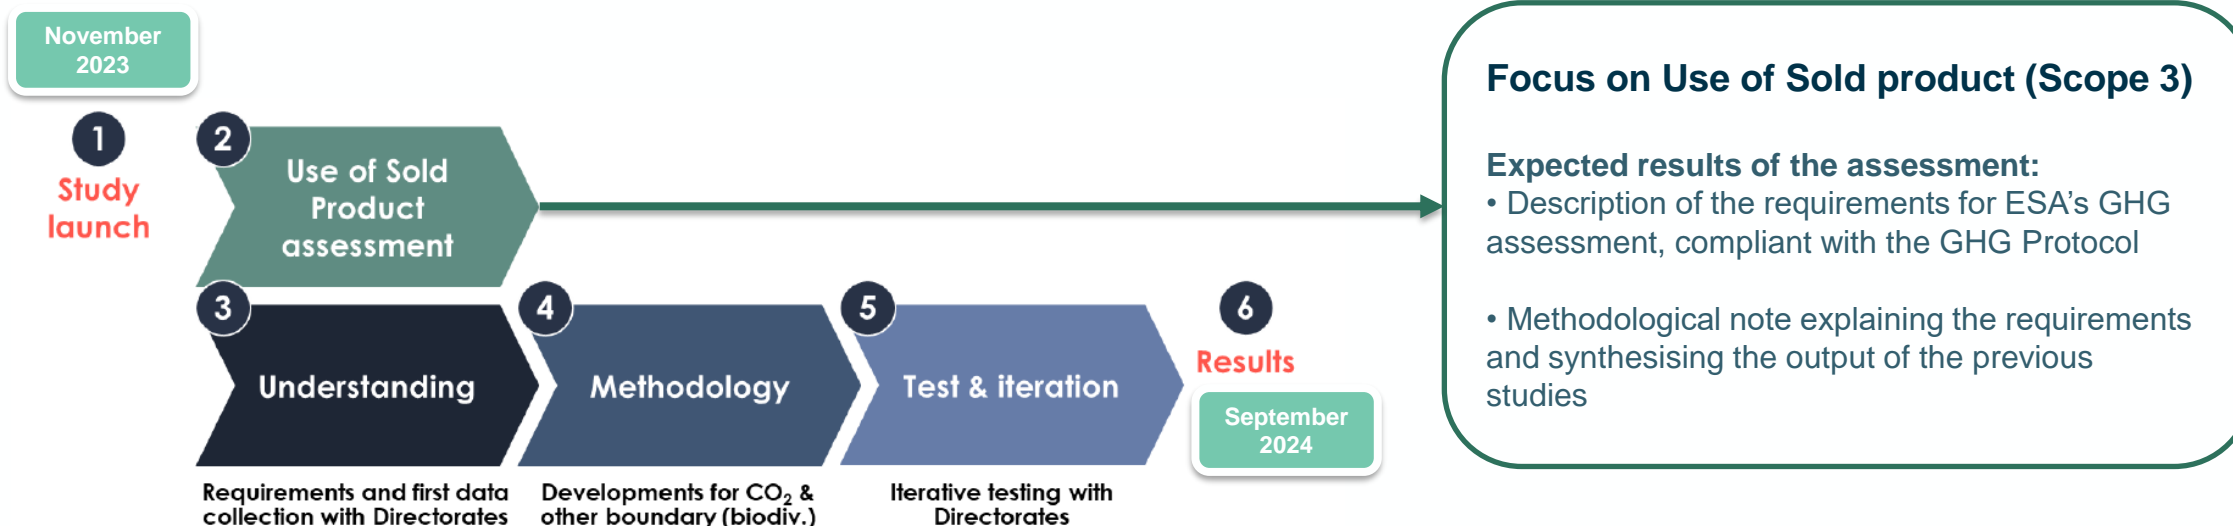 November
2023
1
Study
launch
2
Use of Sold
Product
assessment
3
Understanding
Requirements and first data
collection with Directorates
4
Methodology
Developments for CO₂ &
other boundary (biodiv.)
5
Test & iteration
Iterative testing with
Directorates
6
Results
September
2024
Focus on Use of Sold product (Scope 3)
Expected results of the assessment:
• Description of the requirements for ESA's GHG
assessment, compliant with the GHG Protocol
• Methodological note explaining the requirements
and synthesising the output of the previous
studies